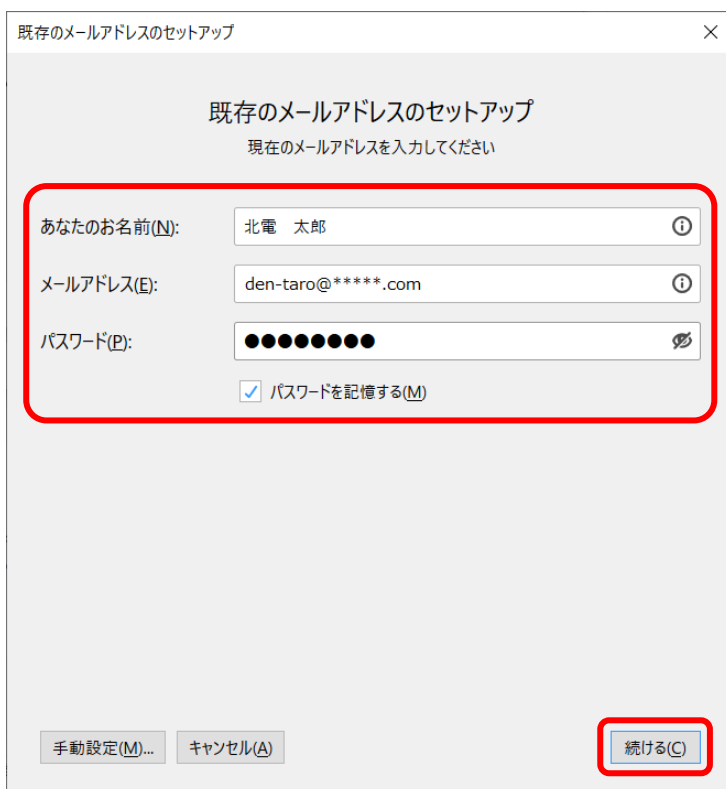 既存のメールアドレスのセットアップ
既存のメールアドレスのセットアップ
現在のメールアドレスを入力してください
あなたのお名前(N):
北電　太郎
メールアドレス(E):
den-taro@*****.com
パスワード(P):
●●●●●●●●
パスワードを記憶する(M)
手動設定(M)... キャンセル(A) 続ける(C)